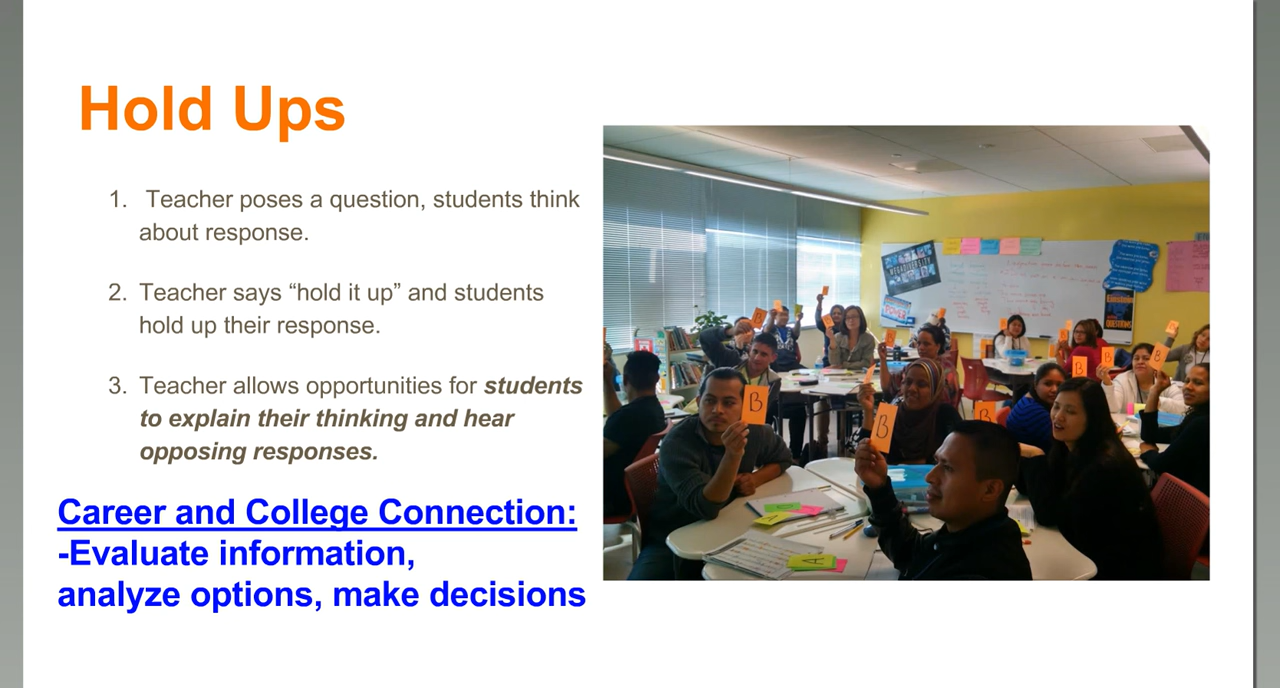 Hold Ups
1. Teacher poses a question, students think
about response.
2. Teacher says “hold it up” and students
hold up their response.
3. Teacher allows opportunities for students
to explain their thinking and hear
opposing responses.
Career and College Connection:
-Evaluate information,
analyze options, make decisions
MEGADIVERSITY
QUESTIONS
B
B
B
B
B
B
B
A